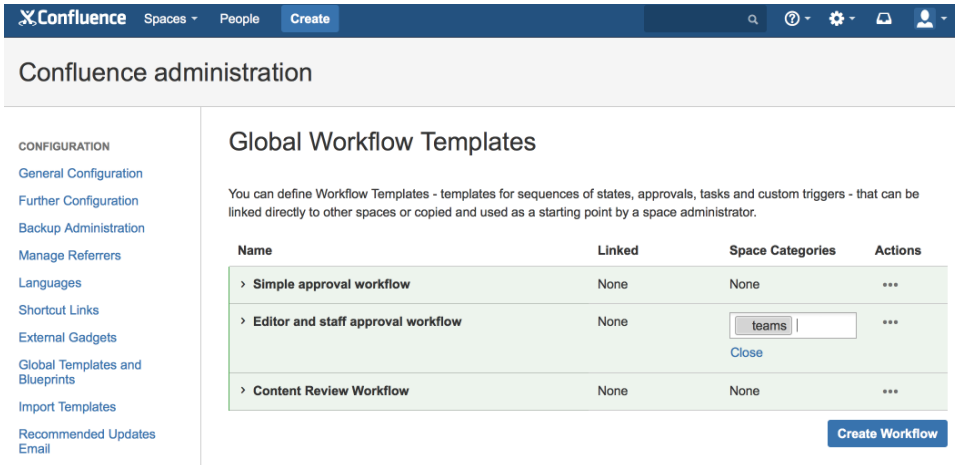 Confluence Spaces People Create
Confluence administration
CONFIGURATION
General Configuration
Further Configuration
Backup Administration
Manage Referrers
Languages
Shortcut Links
External Gadgets
Global Templates and
Blueprints
Import Templates
Recommended Updates
Email
Global Workflow Templates
You can define Workflow Templates - templates for sequences of states, approvals, tasks and custom triggers - that can be
linked directly to other spaces or copied and used as a starting point by a space administrator.
Name Linked Space Categories Actions
Simple approval workflow None None
Editor and staff approval workflow None teams
Close
Content Review Workflow None None
Create Workflow